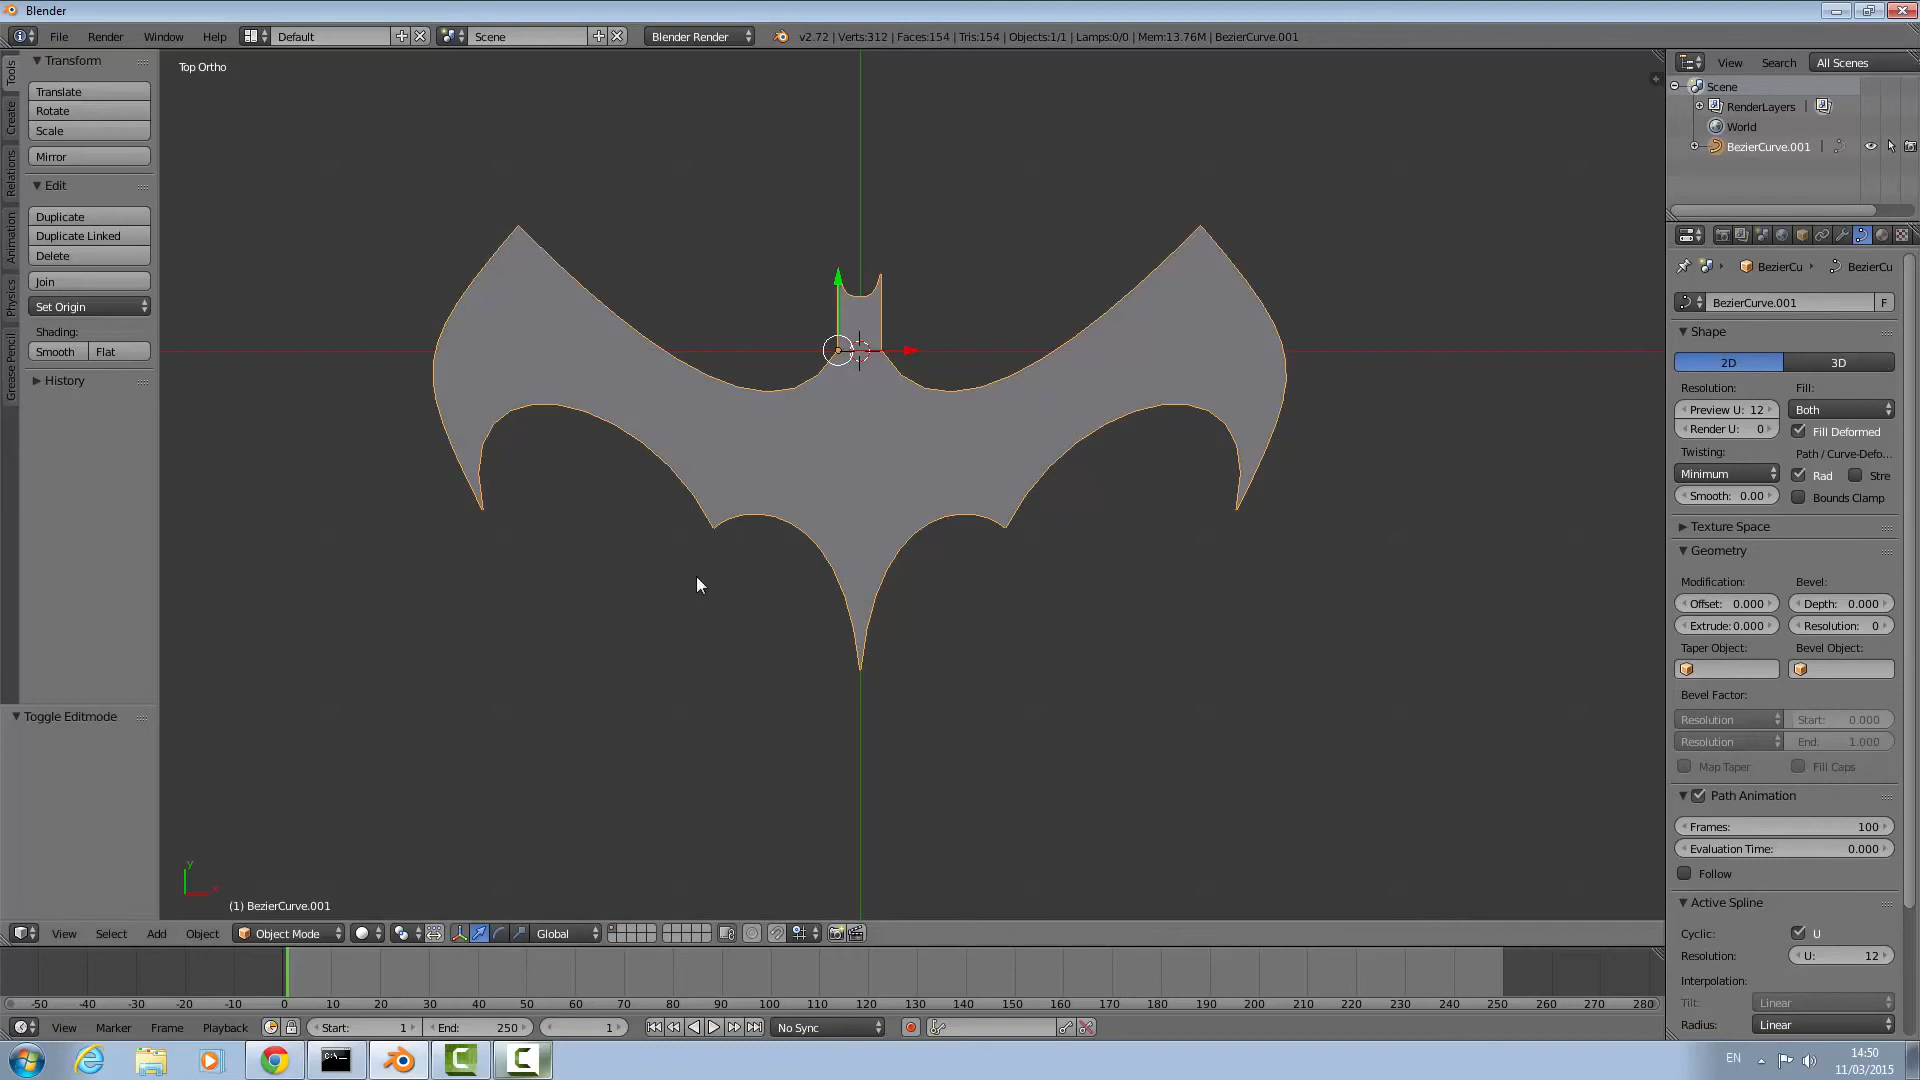 Blender
File Render Window Help Default Scene Blender Render v2.72 | Verts:312 | Faces:154 | Tris:154 | Objects:1/1 | Lamps:0/0 | Mem:13.76M | BezierCurve.001
Tools
Create
Relations
Animation
Physics
Grease Pencil
Transform
Translate
Rotate
Scale
Mirror
Edit
Duplicate
Duplicate Linked
Delete
Join
Set Origin
Shading:
Smooth Flat
History
Toggle Editmode
Top Ortho
y
x
(1) BezierCurve.001
View Search All Scenes
Scene
RenderLayers |
World
BezierCurve.001 |
BezierCu BezierCu
BezierCurve.001 F
Shape
2D 3D
Resolution: Fill:
Preview U: 12 Both
Render U: 0 Fill Deformed
Twisting: Path / Curve-Defo...
Minimum Rad Stre
Smooth: 0.00 Bounds Clamp
Texture Space
Geometry
Modification: Bevel:
Offset: 0.000 Depth: 0.000
Extrude: 0.000 Resolution: 0
Taper Object: Bevel Object:
Bevel Factor:
Resolution Start: 0.000
Resolution End: 1.000
Map Taper Fill Caps
Path Animation
Frames: 100
Evaluation Time: 0.000
Follow
Active Spline
Cyclic: U
Resolution: U: 12
Interpolation:
Tilt: Linear
Radius: Linear
View Select Add Object Object Mode Global
-50 -40 -30 -20 -10 0 10 20 30 40 50 60 70 80 90 100 110 120 130 140 150 160 170 180 190 200 210 220 230 240 250 260 270 280
View Marker Frame Playback Start: 1 End: 250 1 No Sync
C:\.
EN
14:50
11/03/2015